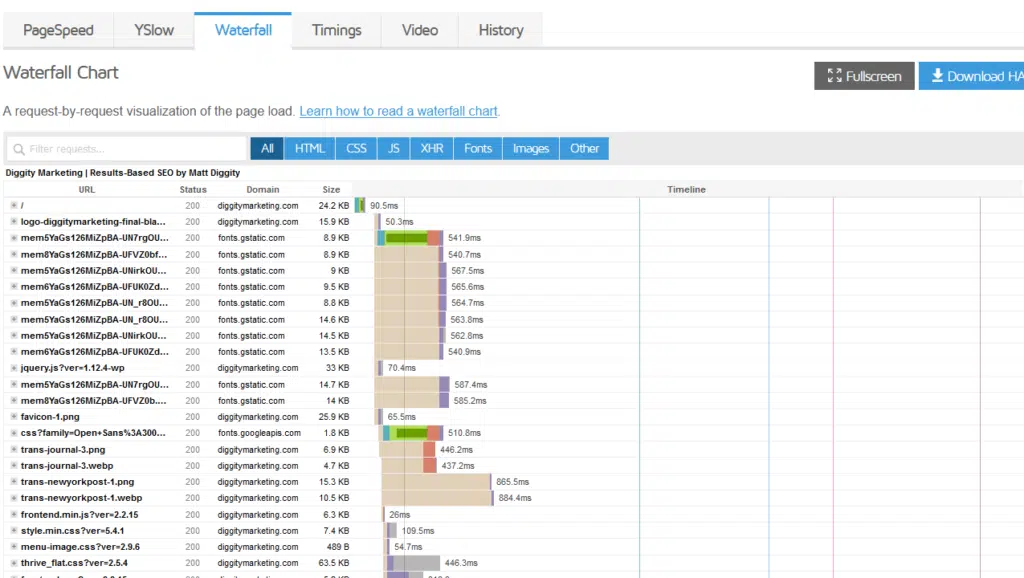 PageSpeed YSlow Waterfall Timings Video History
Waterfall Chart
Fullscreen Download HA
A request-by-request visualization of the page load. Learn how to read a waterfall chart.
Filter requests... All HTML CSS JS XHR Fonts Images Other
Diggity Marketing | Results-Based SEO by Matt Diggity
URL Status Domain Size Timeline
/ 200 diggitymarketing.com 24.2 KB 90.5ms
logo-diggitymarketing-final-bla... 200 diggitymarketing.com 15.9 KB 50.3ms
mem5YaGs126MiZpBA-UN7rgOU... 200 fonts.gstatic.com 8.9 KB 541.9ms
mem8YaGs126MiZpBA-UFVZ0bf... 200 fonts.gstatic.com 8.9 KB 540.7ms
mem5YaGs126MiZpBA-UNirkOU... 200 fonts.gstatic.com 9 KB 567.5ms
mem6YaGs126MiZpBA-UFUK0Zd... 200 fonts.gstatic.com 9.5 KB 565.6ms
mem5YaGs126MiZpBA-UN_r8OU... 200 fonts.gstatic.com 8.8 KB 564.7ms
mem5YaGs126MiZpBA-UN_r8OU... 200 fonts.gstatic.com 14.6 KB 563.8ms
mem5YaGs126MiZpBA-UNirkOU... 200 fonts.gstatic.com 14.5 KB 562.8ms
mem6YaGs126MiZpBA-UFUK0Zd... 200 fonts.gstatic.com 13.5 KB 540.9ms
jquery.js?ver=1.12.4-wp 200 diggitymarketing.com 33 KB 70.4ms
mem5YaGs126MiZpBA-UN7rgOU... 200 fonts.gstatic.com 14.7 KB 587.4ms
mem8YaGs126MiZpBA-UFVZ0b... 200 fonts.gstatic.com 14 KB 585.2ms
favicon-1.png 200 diggitymarketing.com 25.9 KB 65.5ms
css?family=Open+Sans%3A300... 200 fonts.googleapis.com 1.8 KB 510.8ms
trans-journal-3.png 200 diggitymarketing.com 6.9 KB 446.2ms
trans-journal-3.webp 200 diggitymarketing.com 4.7 KB 437.2ms
trans-newyorkpost-1.png 200 diggitymarketing.com 15.3 KB 865.5ms
trans-newyorkpost-1.webp 200 diggitymarketing.com 10.5 KB 884.4ms
frontend.min.js?ver=2.2.15 200 diggitymarketing.com 6.3 KB 26ms
style.min.css?ver=5.4.1 200 diggitymarketing.com 7.4 KB 109.5ms
menu-image.css?ver=2.9.6 200 diggitymarketing.com 489 B 54.7ms
thrive_flat.css?ver=2.5.4 200 diggitymarketing.com 63.5 KB 446.3ms